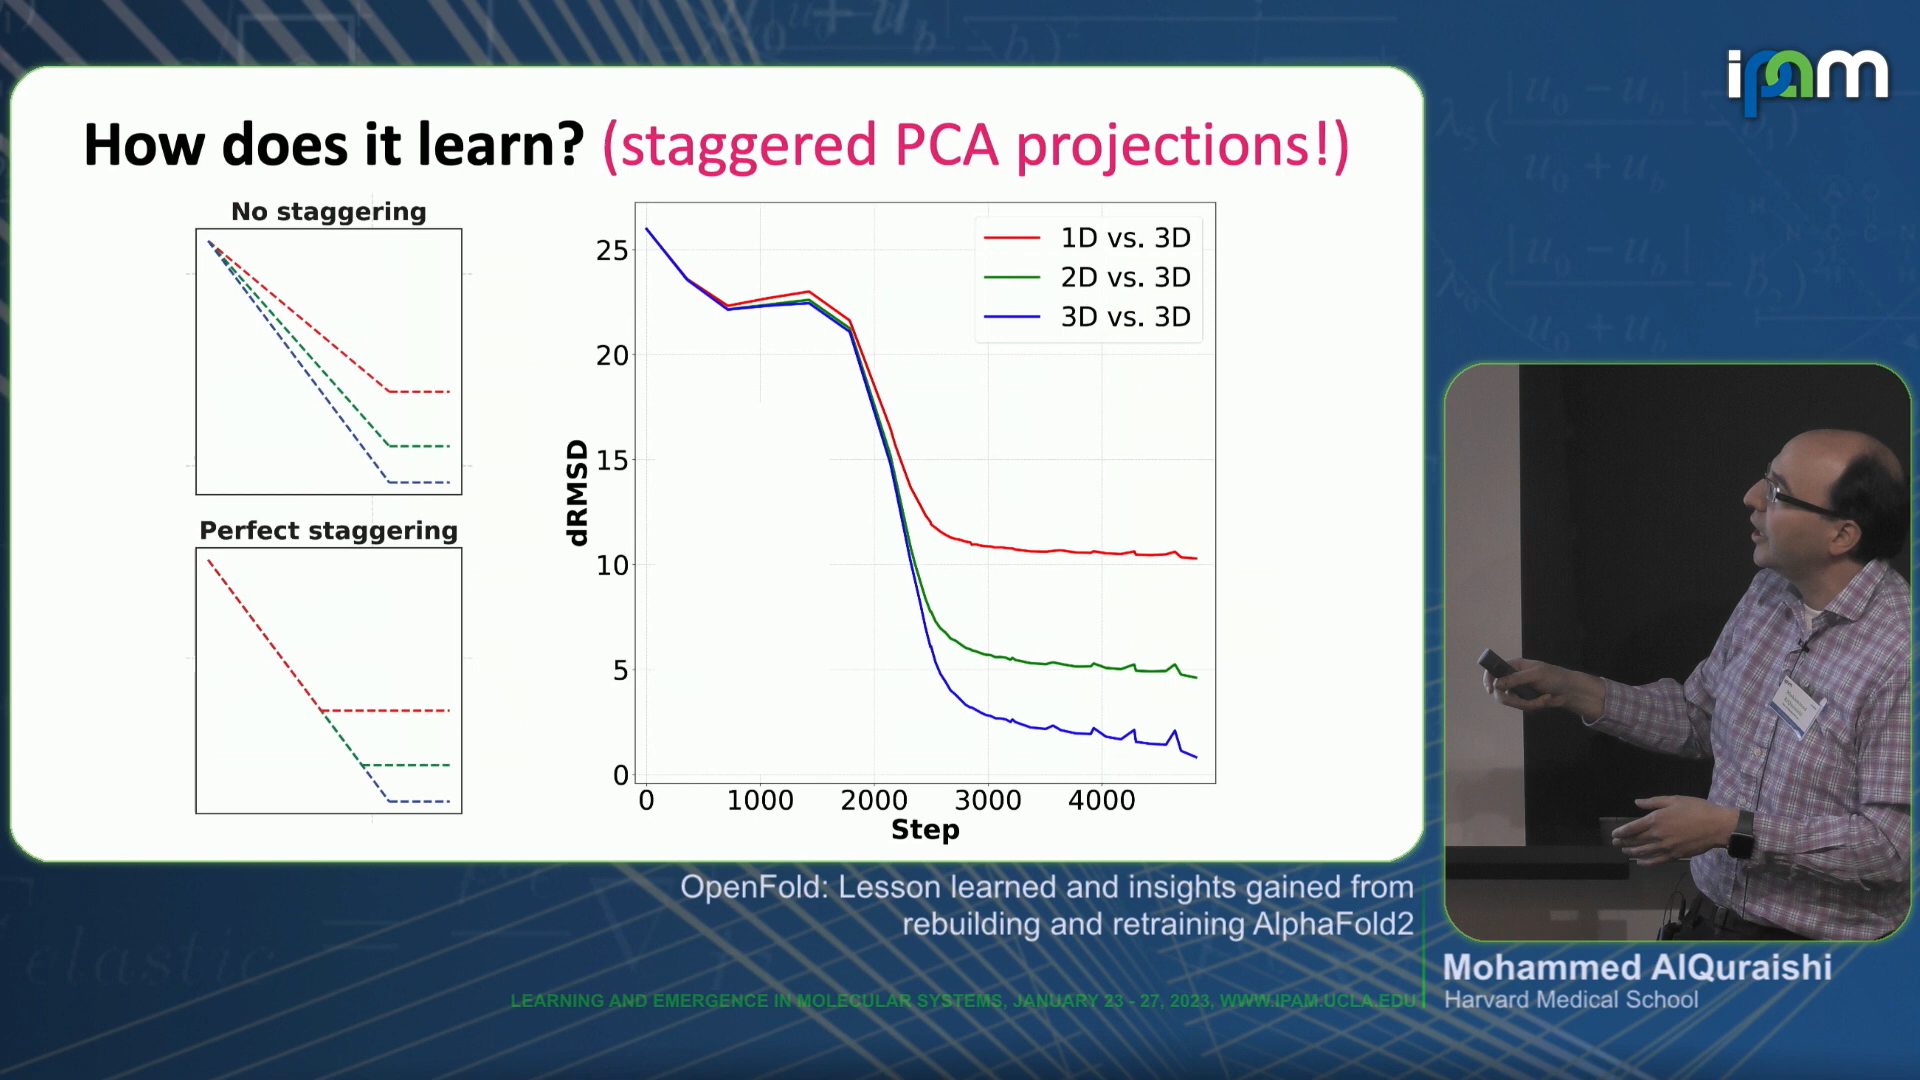 ipam
How does it learn? (staggered PCA projections!)
No staggering
Perfect staggering
1D vs. 3D
2D vs. 3D
3D vs. 3D
25
20
15
10
5
0
dRMSD
0 1000 2000 3000 4000
Step
OpenFold: Lesson learned and insights gained from
rebuilding and retraining AlphaFold2
LEARNING AND EMERGENCE IN MOLECULAR SYSTEMS, JANUARY 23 - 27, 2023, WWW.IPAM.UCLA.EDU
Mohammed AlQuraishi
Harvard Medical School
elastic